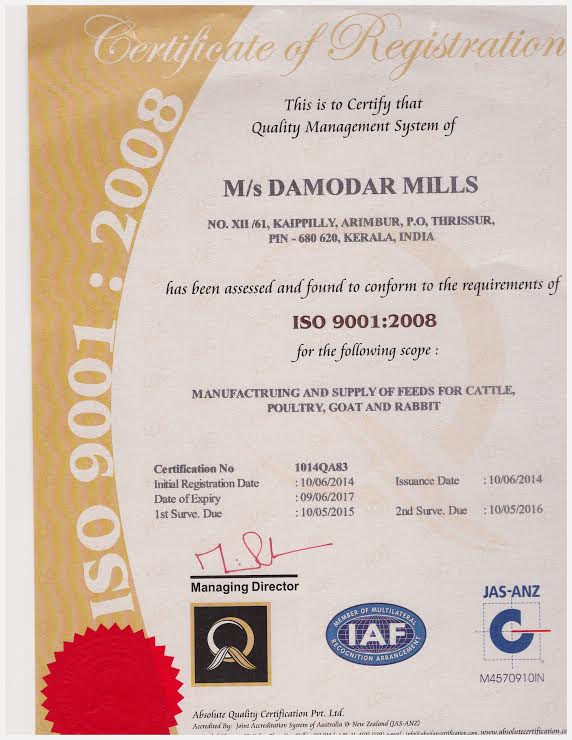 Certificate of Registration
ISO 9001 : 2008
This is to Certify that
Quality Management System of
M/s DAMODAR MILLS
NO. XII /61, KAIPPILLY, ARIMBUR, P.O, THRISSUR,
PIN - 680 620, KERALA, INDIA
has been assessed and found to conform to the requirements of
ISO 9001:2008
for the following scope :
MANUFACTRUING AND SUPPLY OF FEEDS FOR CATTLE,
POULTRY, GOAT AND RABBIT
Certification No 1014QA83
Initial Registration Date : 10/06/2014 Issuance Date : 10/06/2014
Date of Expiry : 09/06/2017
1st Surve. Due : 10/05/2015 2nd Surve. Due : 10/05/2016
Managing Director
MEMBER OF MULTILATERAL
IAF
RECOGNITION ARRANGEMENT
JAS-ANZ
M4570910IN
Absolute Quality Certification Pvt. Ltd.
Accredited By: Joint Accreditation System of Australia & New Zealand (JAS-ANZ)